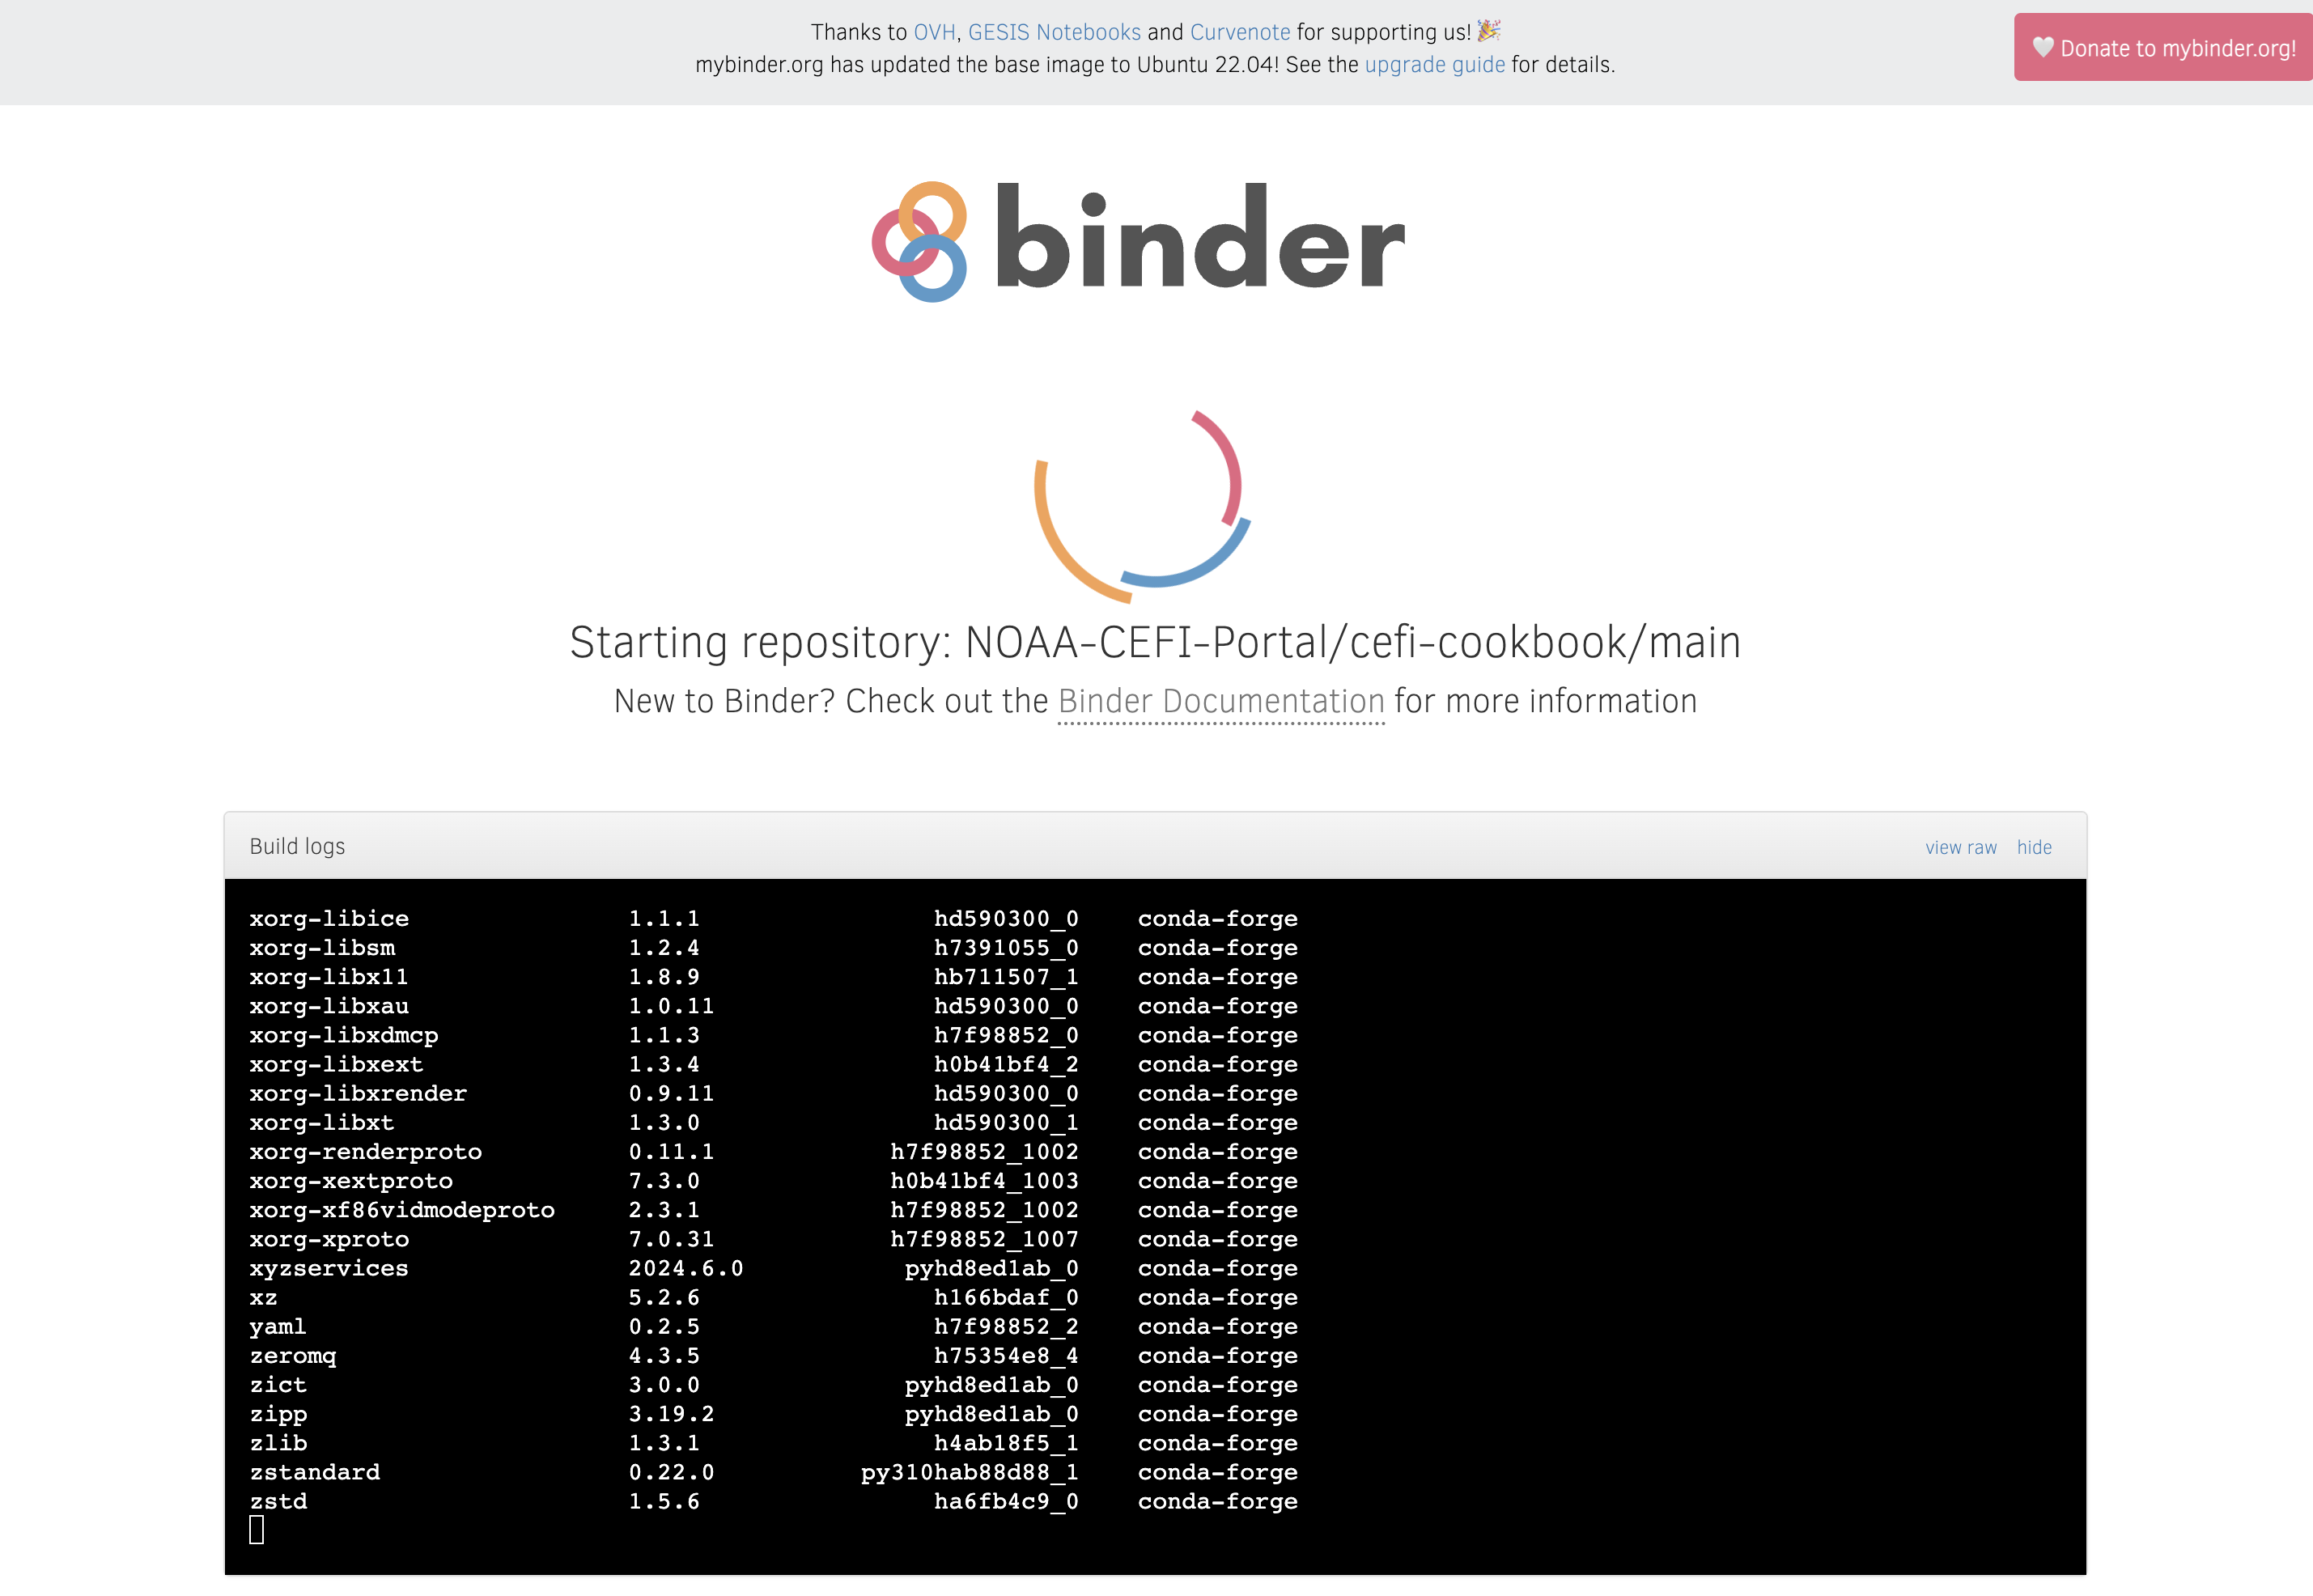 Thanks to OVH, GESIS Notebooks and Curvenote for supporting us! 🎉
mybinder.org has updated the base image to Ubuntu 22.04! See the upgrade guide for details.
🤍 Donate to mybinder.org!
binder
Starting repository: NOAA-CEFI-Portal/cefi-cookbook/main
New to Binder? Check out the Binder Documentation for more information
Build logs view raw hide
xorg-libice 1.1.1 hd590300_0 conda-forge
xorg-libsm 1.2.4 h7391055_0 conda-forge
xorg-libx11 1.8.9 hb711507_1 conda-forge
xorg-libxau 1.0.11 hd590300_0 conda-forge
xorg-libxdmcp 1.1.3 h7f98852_0 conda-forge
xorg-libxext 1.3.4 h0b41bf4_2 conda-forge
xorg-libxrender 0.9.11 hd590300_0 conda-forge
xorg-libxt 1.3.0 hd590300_1 conda-forge
xorg-renderproto 0.11.1 h7f98852_1002 conda-forge
xorg-xextproto 7.3.0 h0b41bf4_1003 conda-forge
xorg-xf86vidmodeproto 2.3.1 h7f98852_1002 conda-forge
xorg-xproto 7.0.31 h7f98852_1007 conda-forge
xyzservices 2024.6.0 pyhd8ed1ab_0 conda-forge
xz 5.2.6 h166bdaf_0 conda-forge
yaml 0.2.5 h7f98852_2 conda-forge
zeromq 4.3.5 h75354e8_4 conda-forge
zict 3.0.0 pyhd8ed1ab_0 conda-forge
zipp 3.19.2 pyhd8ed1ab_0 conda-forge
zlib 1.3.1 h4ab18f5_1 conda-forge
zstandard 0.22.0 py310hab88d88_1 conda-forge
zstd 1.5.6 ha6fb4c9_0 conda-forge